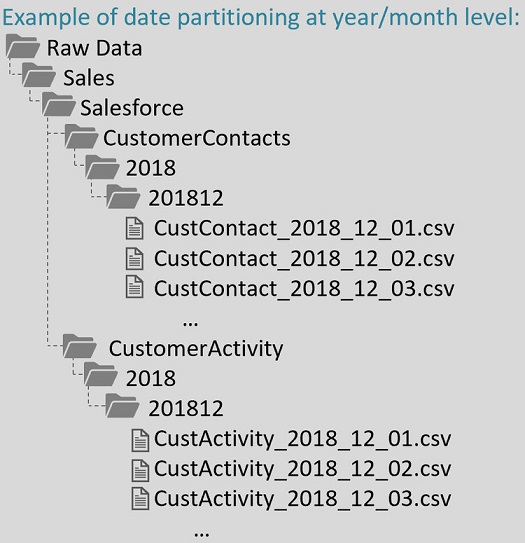 Example of date partitioning at year/month level:
Raw Data
Sales
Salesforce
CustomerContacts
2018
201812
CustContact_2018_12_01.csv
CustContact_2018_12_02.csv
CustContact_2018_12_03.csv
...
CustomerActivity
2018
201812
CustActivity_2018_12_01.csv
CustActivity_2018_12_02.csv
CustActivity_2018_12_03.csv
...